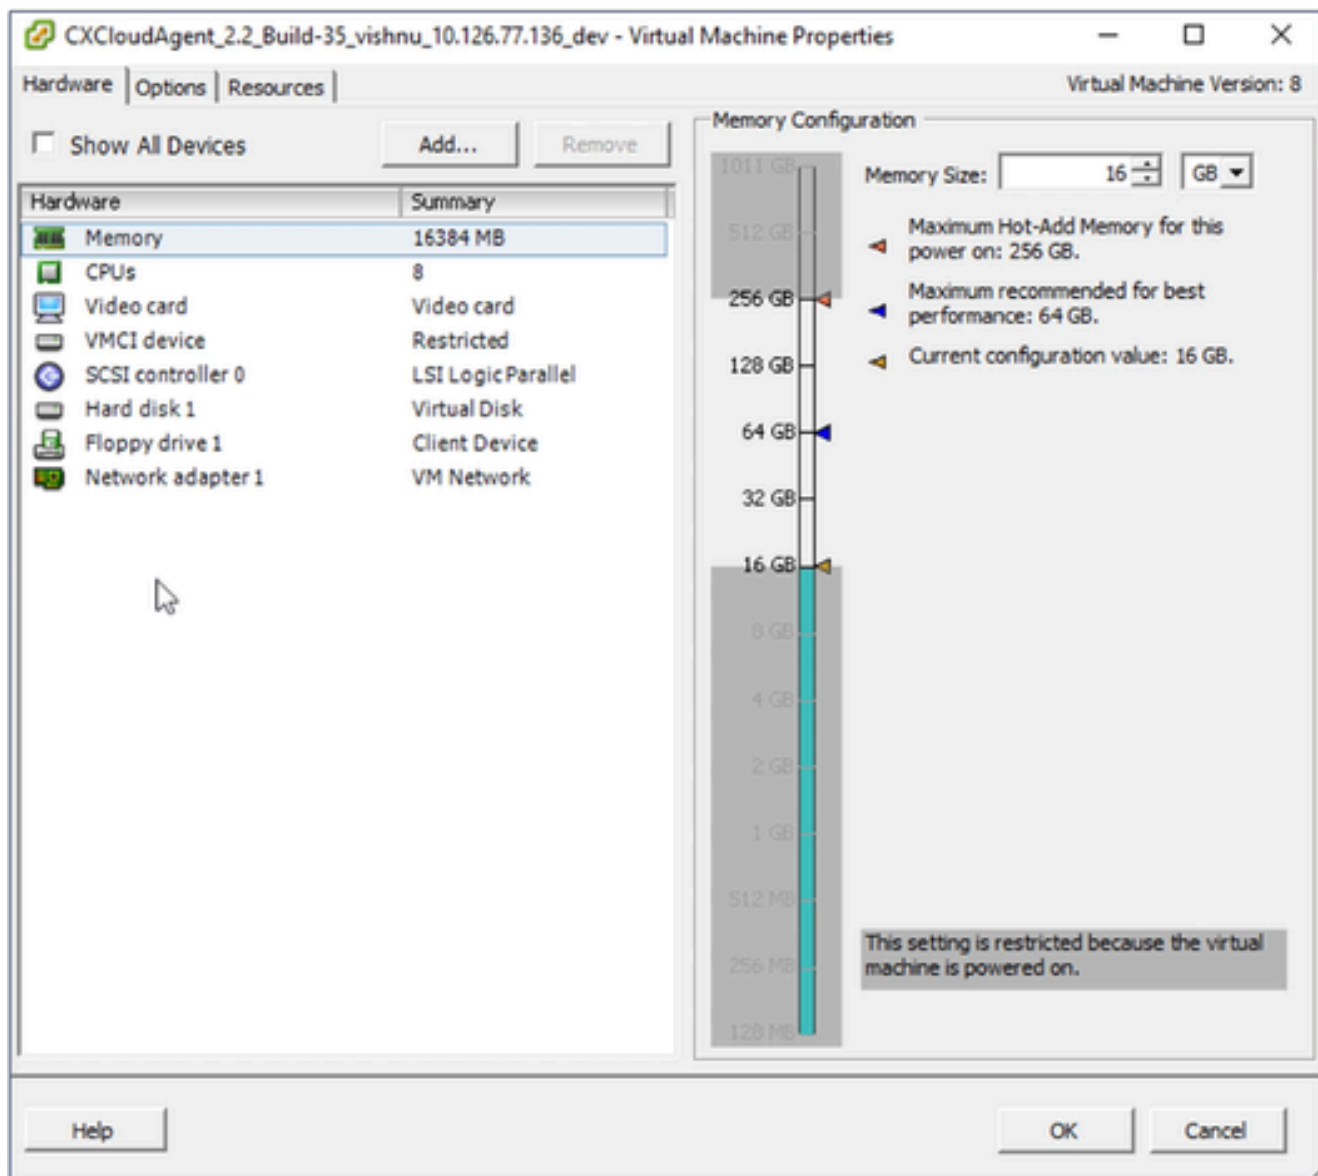 CXCloudAgent_2.2_Build-35_vishnu_10.126.77.136_dev - Virtual Machine Properties
Hardware Options Resources
Virtual Machine Version: 8
Show All Devices
Add...
Remove
Hardware Summary
Memory 16384 MB
CPUs 8
Video card Video card
VMCI device Restricted
SCSI controller 0 LSI Logic Parallel
Hard disk 1 Virtual Disk
Floppy drive 1 Client Device
Network adapter 1 VM Network
Memory Configuration
1011 GB
512 GB
256 GB
128 GB
64 GB
32 GB
16 GB
8 GB
4 GB
2 GB
1 GB
512 MB
256 MB
128 MB
Memory Size: 16 GB
Maximum Hot-Add Memory for this
power on: 256 GB.
Maximum recommended for best
performance: 64 GB.
Current configuration value: 16 GB.
This setting is restricted because the virtual
machine is powered on.
Help
OK
Cancel